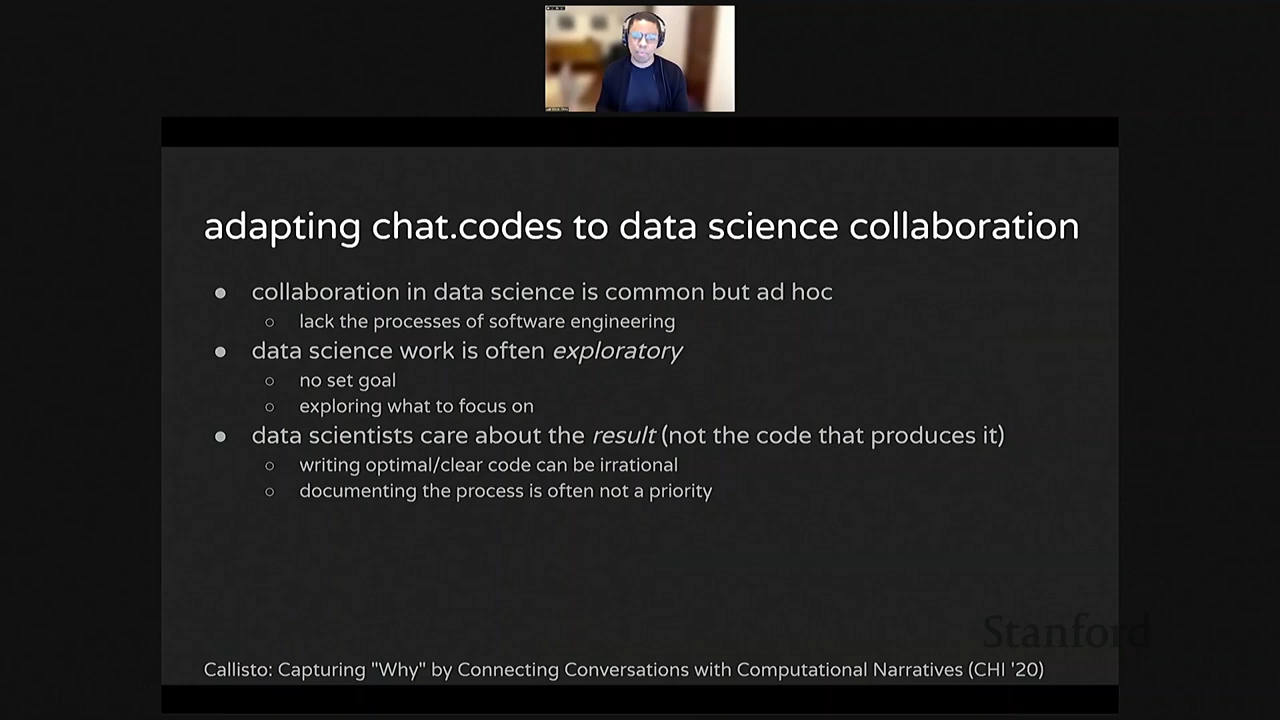 adapting chat.codes to data science collaboration
● collaboration in data science is common but ad hoc
○ lack the processes of software engineering
● data science work is often exploratory
○ no set goal
○ exploring what to focus on
● data scientists care about the result (not the code that produces it)
○ writing optimal/clear code can be irrational
○ documenting the process is often not a priority
Stanford
Callisto: Capturing "Why" by Connecting Conversations with Computational Narratives (CHI '20)